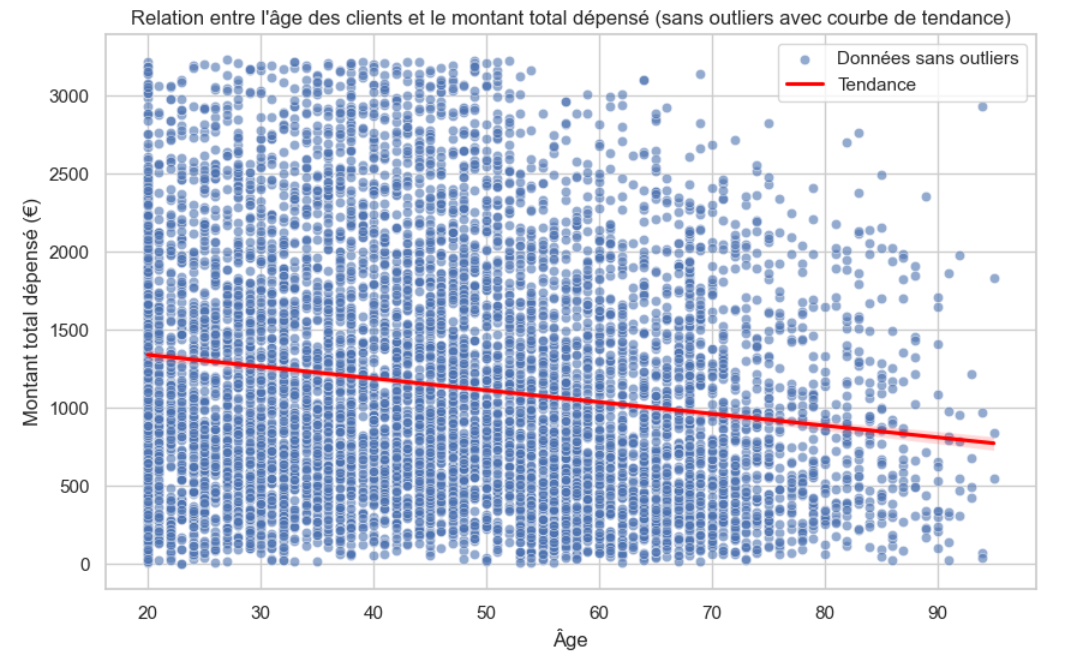 Relation entre l'âge des clients et le montant total dépensé (sans outliers avec courbe de tendance)
Données sans outliers
Tendance
Montant total dépensé (€)
3000
2500
2000
1500
1000
500
0
20 30 40 50 60 70 80 90
Âge